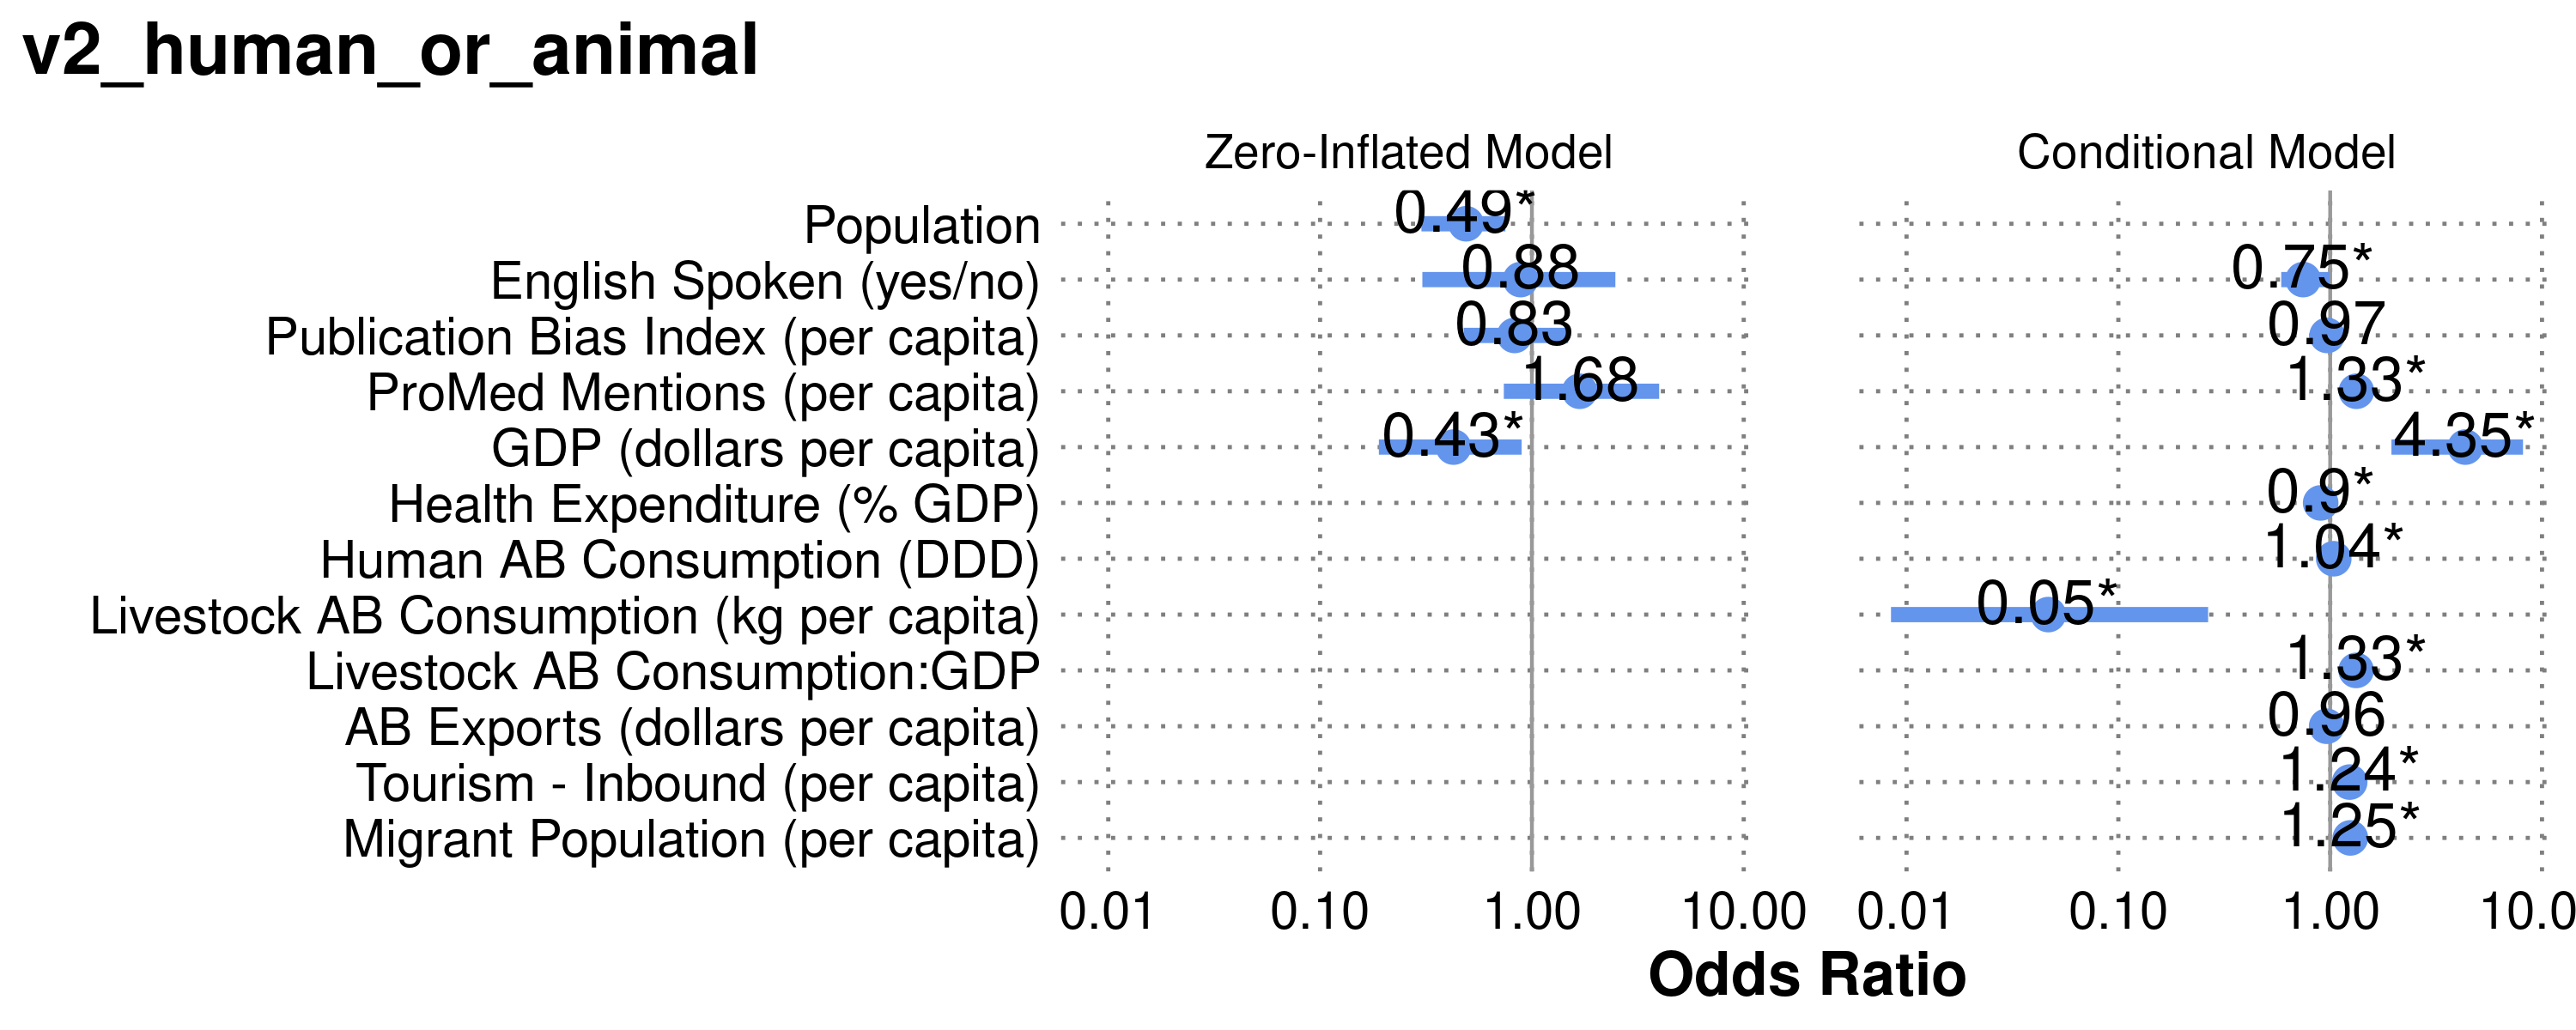 v2_human_or_animal
Zero-Inflated Model Conditional Model
Population 0.49*
English Spoken (yes/no) 0.88 0.75*
Publication Bias Index (per capita) 0.83 0.97
ProMed Mentions (per capita) 1.68 1.33*
GDP (dollars per capita) 0.43* 4.35*
Health Expenditure (% GDP) 0.9*
Human AB Consumption (DDD) 1.04*
Livestock AB Consumption (kg per capita) 0.05*
Livestock AB Consumption:GDP 1.33*
AB Exports (dollars per capita) 0.96
Tourism - Inbound (per capita) 1.24*
Migrant Population (per capita) 1.25*
0.01 0.10 1.00 10.00 0.01 0.10 1.00 10.0
Odds Ratio